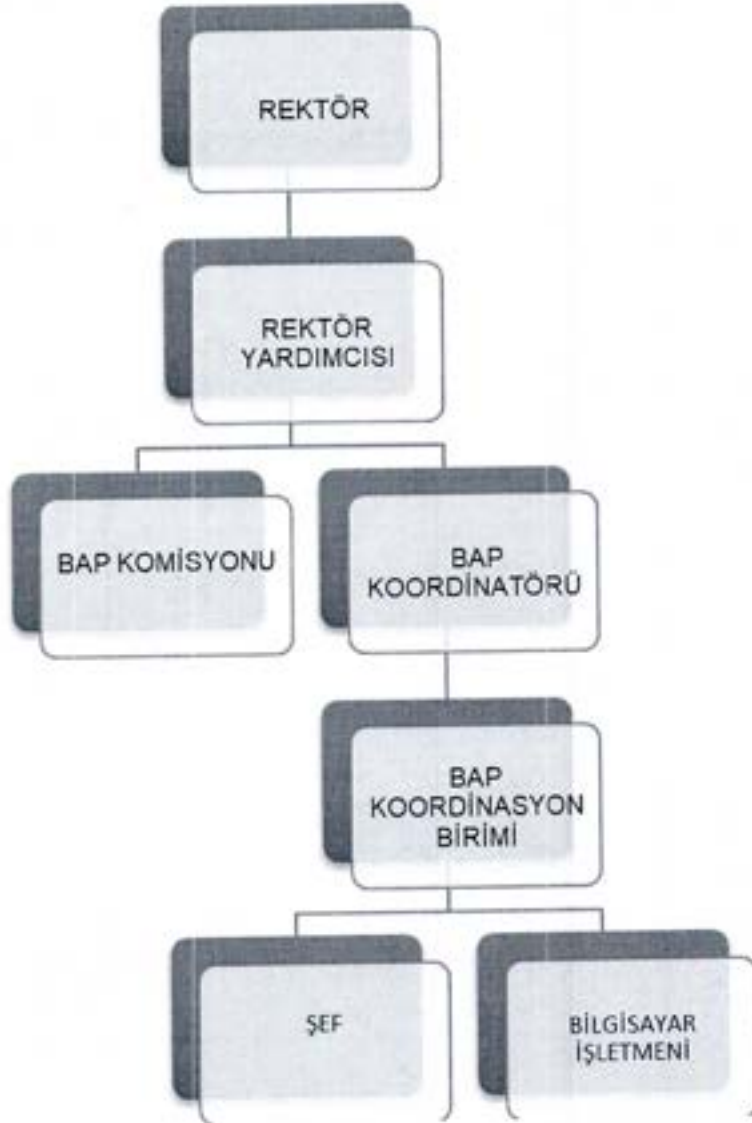 REKTÖR
REKTÖR
YARDIMCISI
BAP KOMİSYONU
BAP
KOORDİNATÖRÜ
BAP
KOORDİNASYON
BİRİMİ
ŞEF
BİLGİSAYAR
İŞLETMENİ